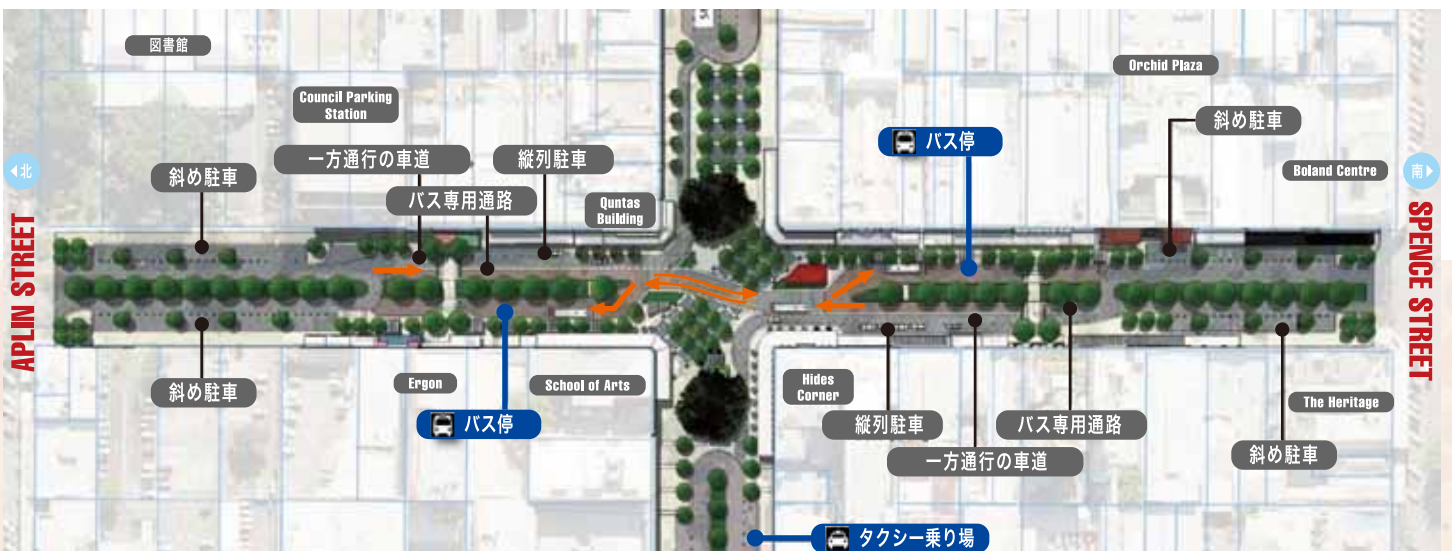 図書館
Orchid Plaza
Council Parking
Station
斜め駐車
バス停
一方通行の車道
縦列駐車
◀北
斜め駐車
Boland Centre
南▶
バス専用通路
Quntas
Building
APLIN STREET
SPENCE STREET
斜め駐車
Ergon
School of Arts
Hides
Corner
The Heritage
バス停
縦列駐車
バス専用通路
一方通行の車道
斜め駐車
タクシー乗り場